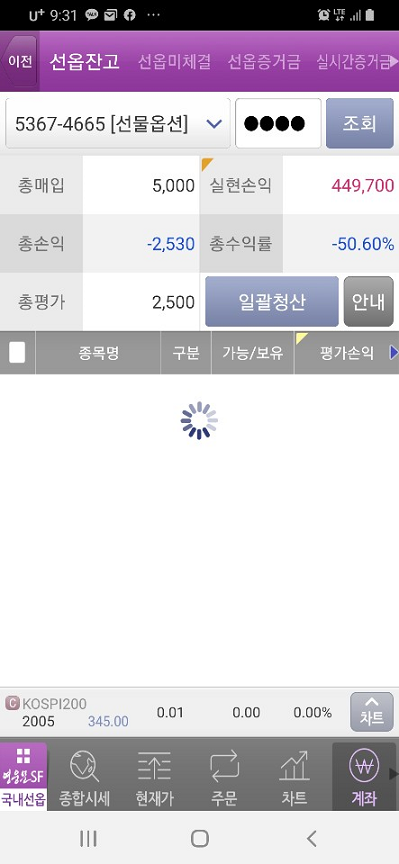 U+ 9:31 TALK LTE
이전 선옵잔고 선옵미체결 선옵증거금 실시간증거금
5367-4665 [선물옵션] ●●●● 조회
총매입 5,000 실현손익 449,700
총손익 -2,530 총수익률 -50.60%
총평가 2,500 일괄청산 안내
종목명 구분 가능/보유 평가손익
C KOSPI200
2005 345.00 0.01 0.00 0.00% 차트
영웅문SF
국내선옵 종합시세 현재가 주문 차트 계좌